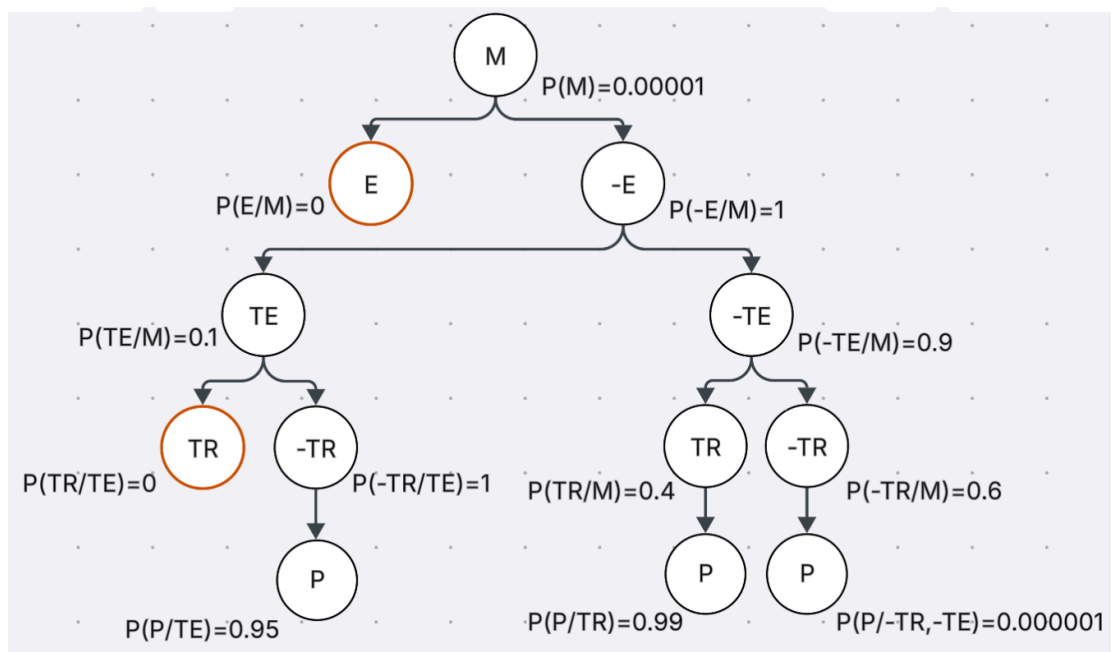 M
P(M)=0.00001
E
-E
P(E/M)=0
P(-E/M)=1
TE
-TE
P(TE/M)=0.1
P(-TE/M)=0.9
TR
-TR
TR
-TR
P(TR/TE)=0
P(-TR/TE)=1
P(TR/M)=0.4
P(-TR/M)=0.6
P
P
P
P(P/TE)=0.95
P(P/TR)=0.99
P(P/-TR,-TE)=0.000001